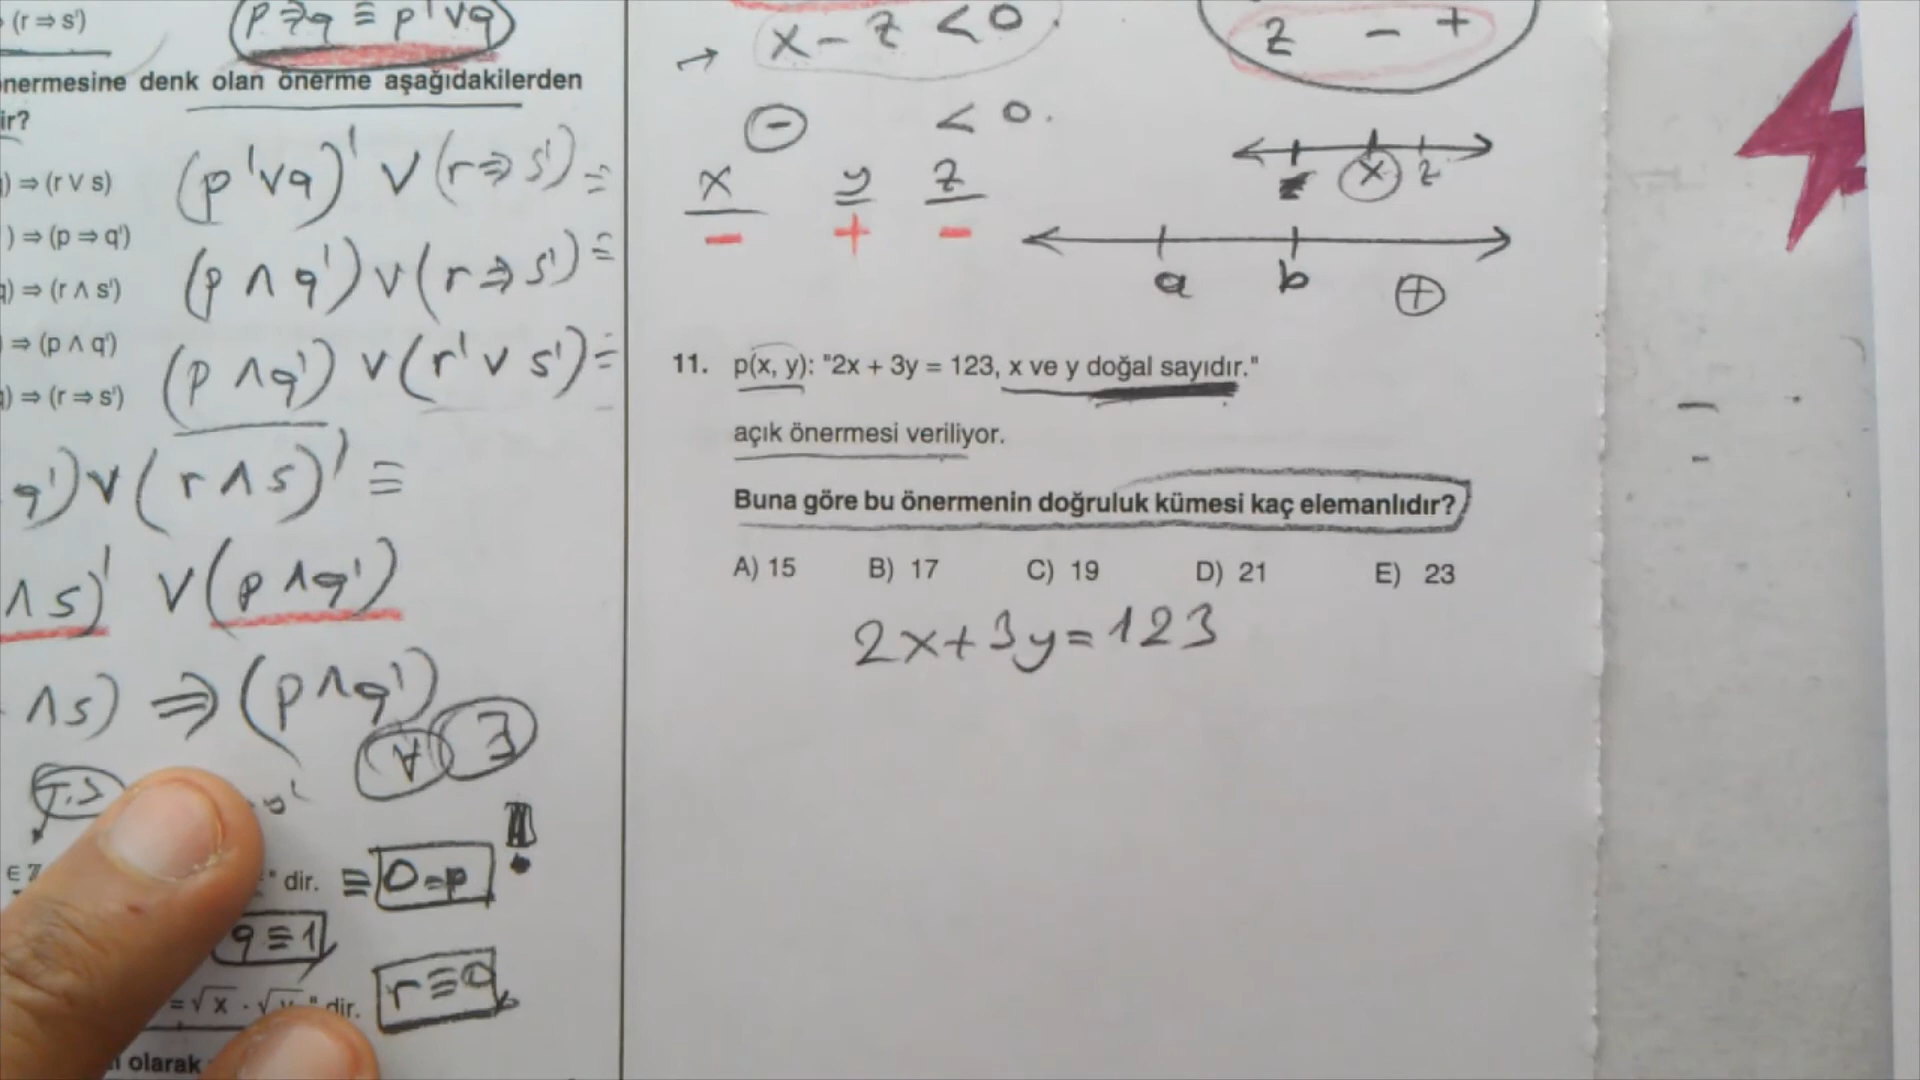 (r ⇒ s')
p ⇒ q ≡ p' ∨ q
nermesine denk olan önerme aşağıdakilerden
ir?
(p' ∨ q)' ∨ (r ⇒ s') ≡
) ⇒ (r ∨ s)
) ⇒ (p ⇒ q')
(p ∧ q') ∨ (r ⇒ s') ≡
q) ⇒ (r ∧ s')
⇒ (p ∧ q')
(p ∧ q') ∨ (r' ∨ s') ≡
q) ⇒ (r ⇒ s')
q') ∨ (r ∧ s)' ≡
∧ s)' ∨ (p ∧ q')
∧ s) ⇒ (p ∧ q')
∀ ∃
T.S
∈ Z
" dir. ≡ 0 ≡ p !
q ≡ 1
= √x · √ " dir. r ≡ 0
olarak
→ x - z < 0.
z - +
- < 0.
x y z
- + -
x z
a b +
11. p(x, y): "2x + 3y = 123, x ve y doğal sayıdır."
açık önermesi veriliyor.
Buna göre bu önermenin doğruluk kümesi kaç elemanlıdır?
A) 15 B) 17 C) 19 D) 21 E) 23
2x+3y=123